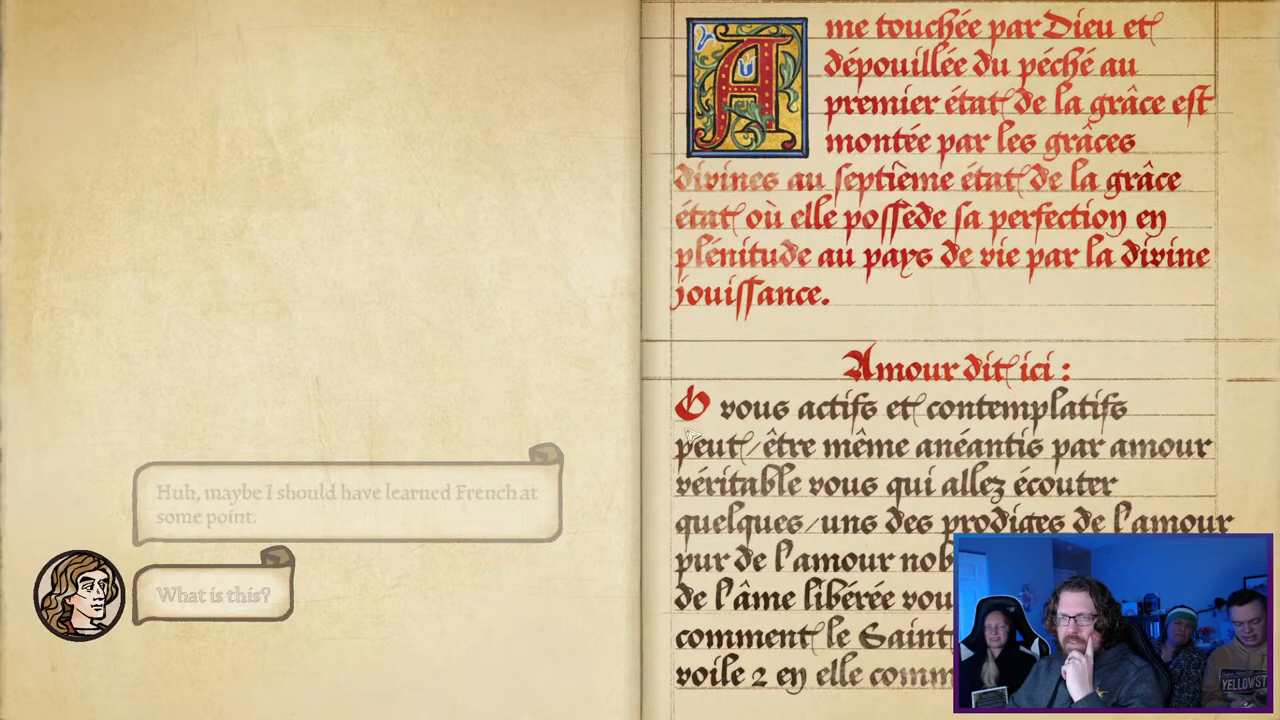 Huh, maybe I should have learned French at
some point.
What is this?
Ame touchée par Dieu et
dépouillée du péché au
premier état de la grâce est
montée par les grâces
divines au septième état de la grâce
état où elle possède sa perfection en
plénitude au pays de vie par la divine
jouissance.
Amour dit ici :
O vous actifs et contemplatifs
peut-être même anéantis par amour
véritable vous qui allez écouter
quelques-uns des prodiges de l'amour
pur de l'amour nob
de l'âme libérée vou
comment le Saint
voile 2 en elle comm
YELLOWST